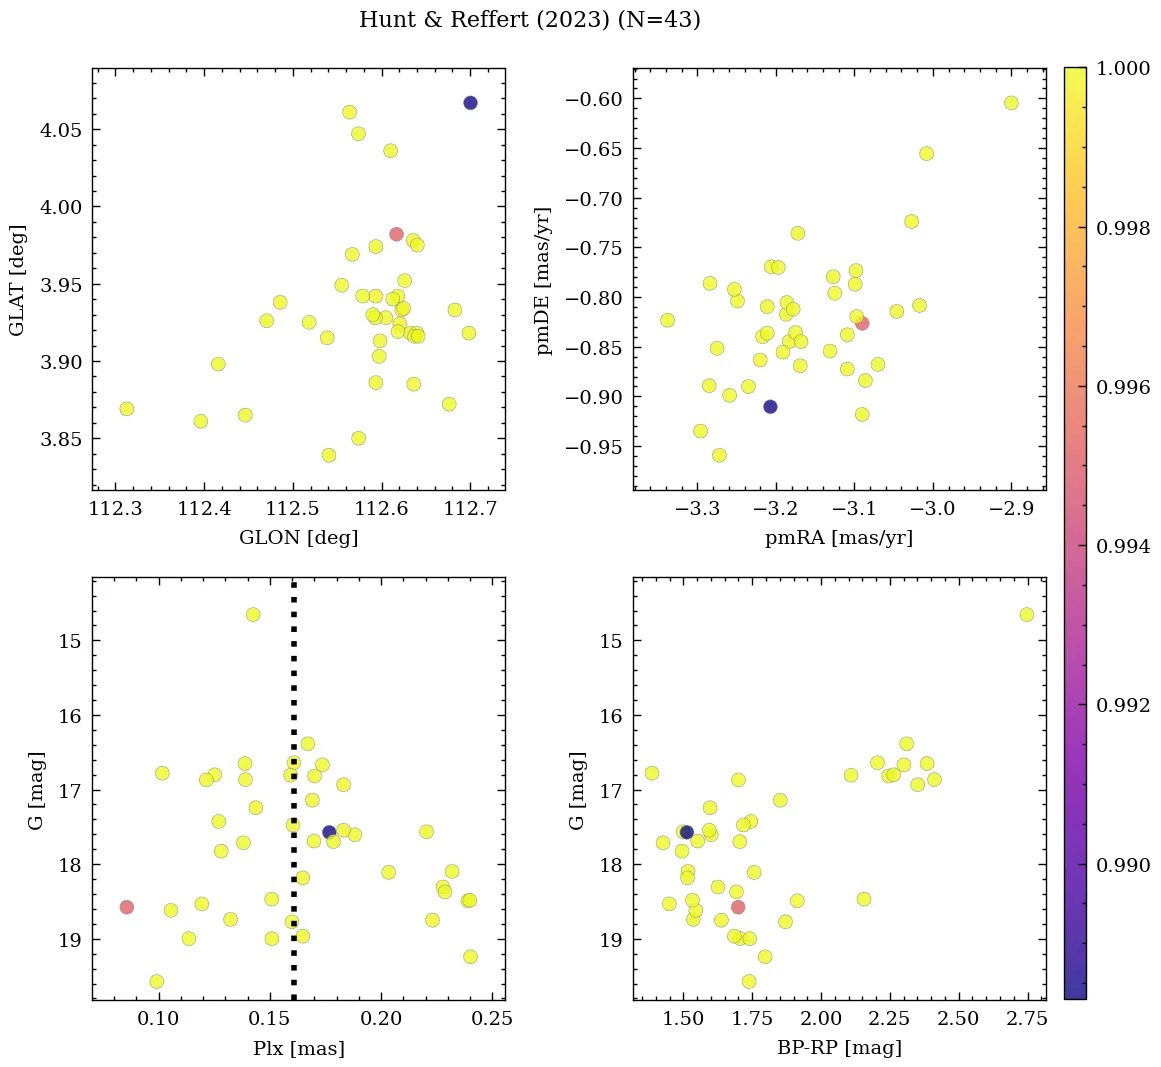 Hunt & Reffert (2023) (N=43)
4.05
4.00
3.95
3.90
3.85
GLAT [deg]
112.3 112.4 112.5 112.6 112.7
GLON [deg]
−0.60
−0.65
−0.70
−0.75
−0.80
−0.85
−0.90
−0.95
pmDE [mas/yr]
−3.3 −3.2 −3.1 −3.0 −2.9
pmRA [mas/yr]
15
16
17
18
19
G [mag]
0.10 0.15 0.20 0.25
Plx [mas]
15
16
17
18
19
G [mag]
1.50 1.75 2.00 2.25 2.50 2.75
BP-RP [mag]
1.000
0.998
0.996
0.994
0.992
0.990